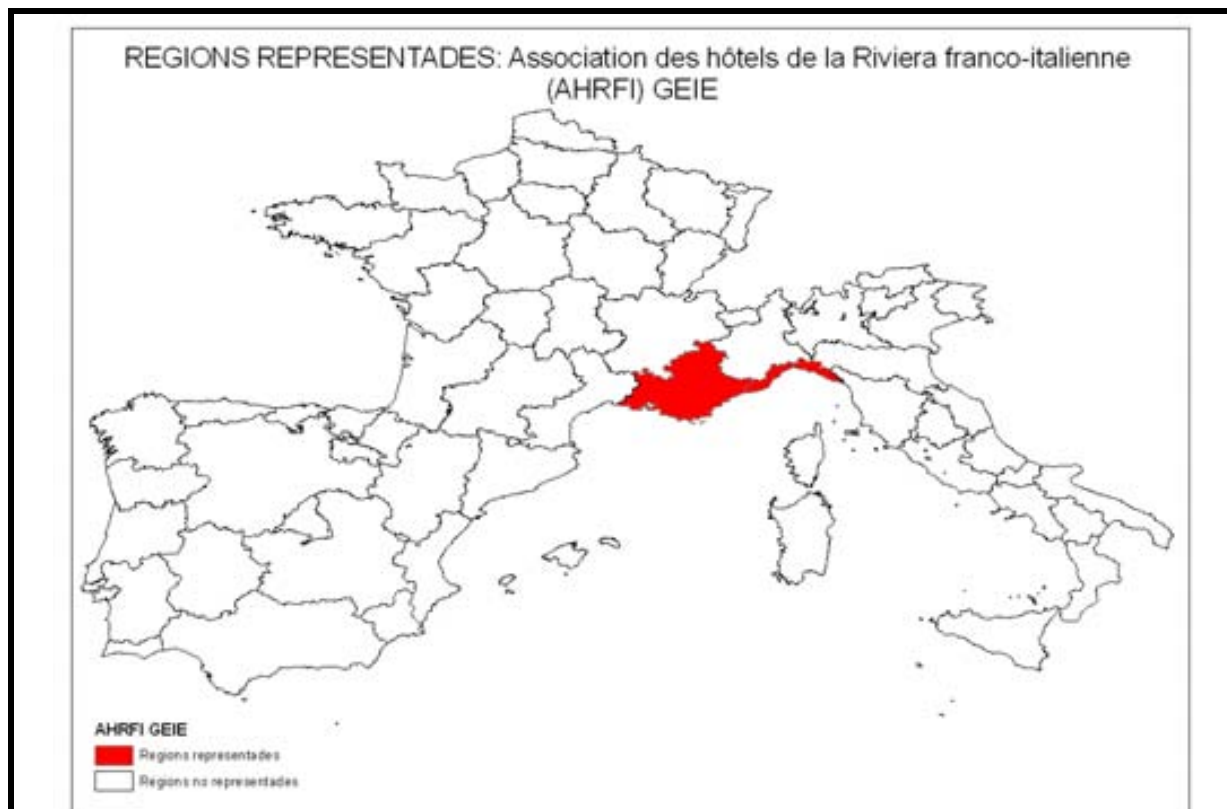 REGIONS REPRESENTADES: Association des hôtels de la Riviera franco-italienne
(AHRFI) GEIE
AHRFI GEIE
Regions representades
Regions no representades